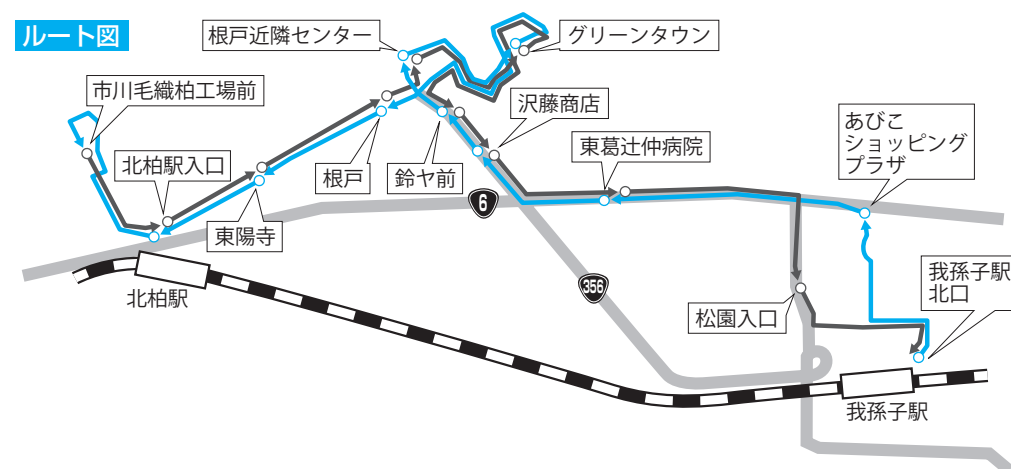 ルート図
根戸近隣センター
グリーンタウン
市川毛織柏工場前
沢藤商店
あびこ
ショッピング
プラザ
北柏駅入口
東葛辻仲病院
根戸
鈴ヤ前
6
東陽寺
我孫子駅
北口
北柏駅
356
松園入口
我孫子駅